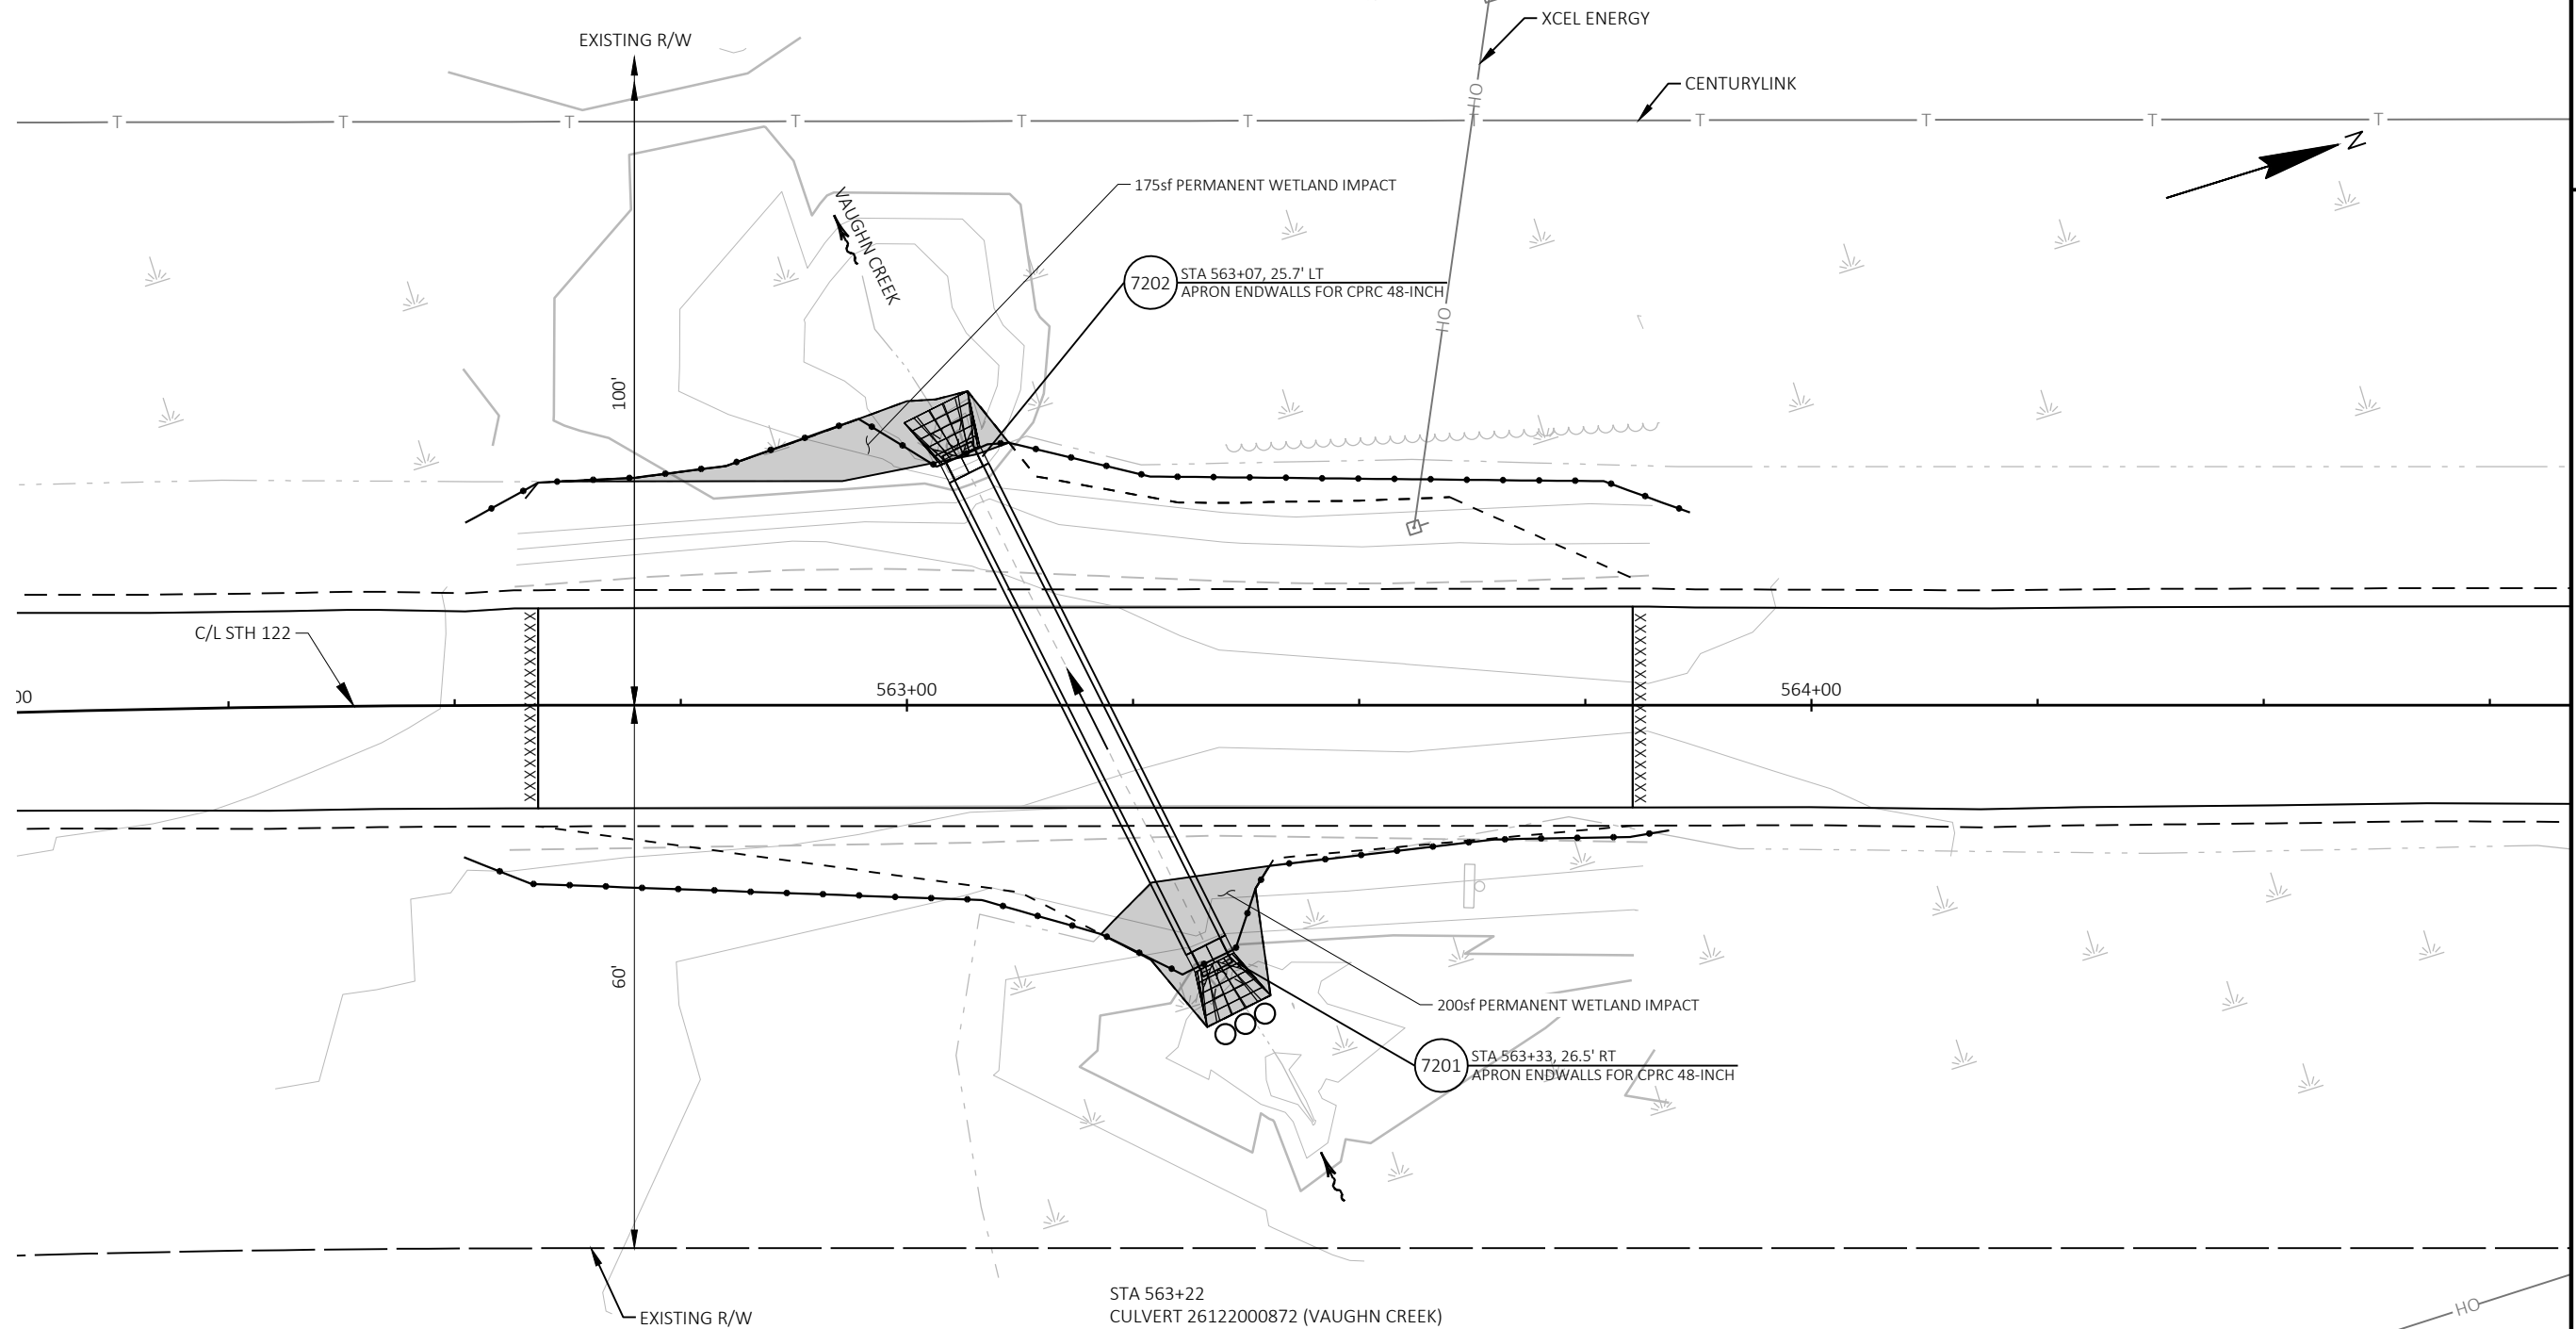 XCEL ENERGY
EXISTING R/W
OH
CENTURYLINK
T T T T T T T T T T T
N
175sf PERMANENT WETLAND IMPACT
VAUGHN CREEK
7202
STA 563+07, 25.7' LT
APRON ENDWALLS FOR CPRC 48-INCH
OH
100'
C/L STH 122
00
563+00
564+00
XXXXXXXXXXXXXXXXXX
XXXXXXXXXXXXXXXXXX
60'
200sf PERMANENT WETLAND IMPACT
7201
STA 563+33, 26.5' RT
APRON ENDWALLS FOR CPRC 48-INCH
STA 563+22
CULVERT 26122000872 (VAUGHN CREEK)
EXISTING R/W
OH